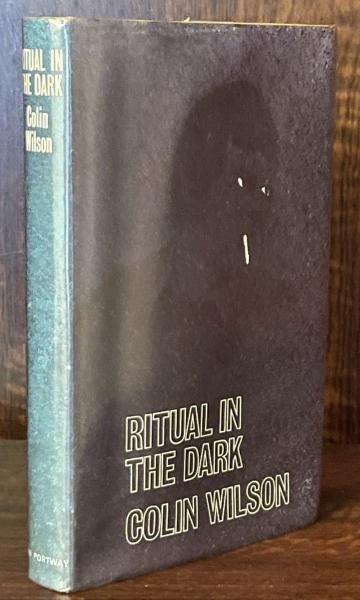 RITUAL IN
THE DARK
Colin
Wilson
PORTWAY
RITUAL IN
THE DARK
COLIN WILSON